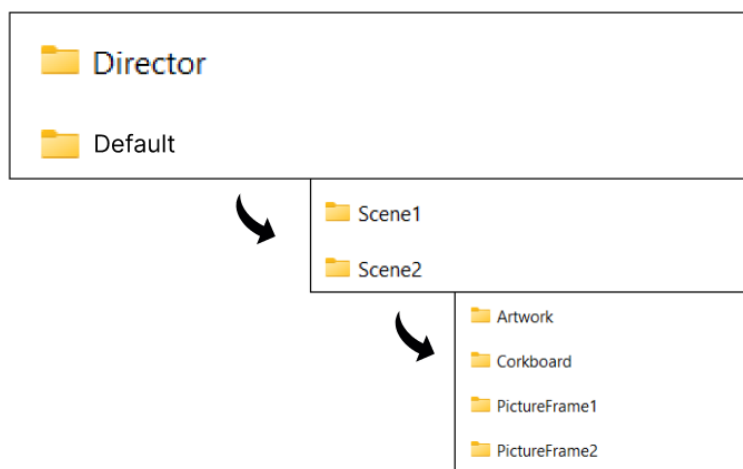 Director
Default
Scene1
Scene2
Artwork
Corkboard
PictureFrame1
PictureFrame2